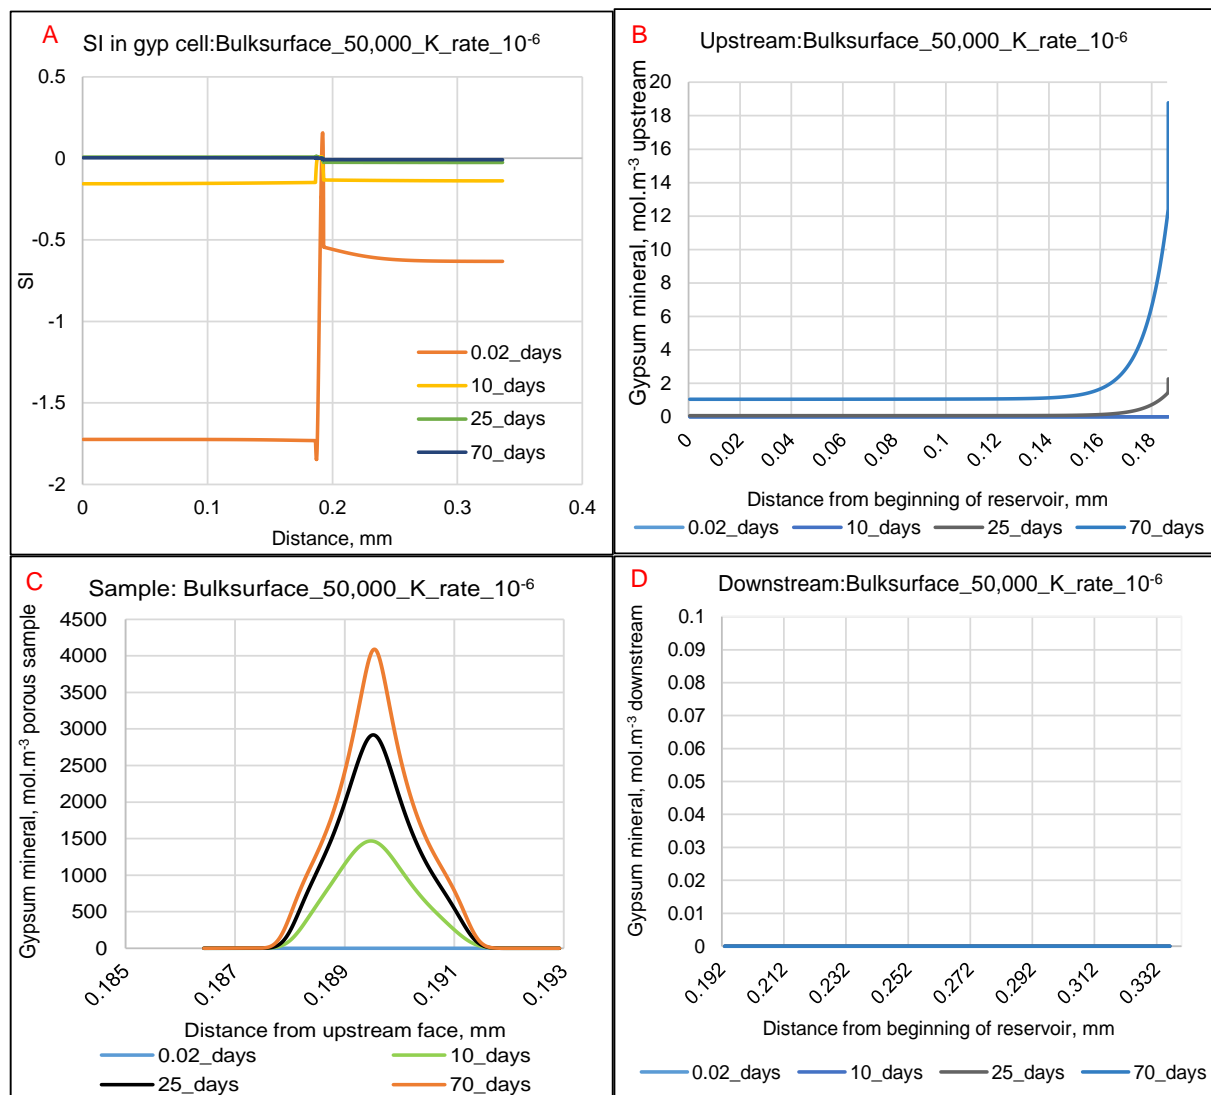 A
SI in gyp cell:Bulksurface_50,000_K_rate_10⁻⁶
0.5
0
-0.5
-1
-1.5
-2
SI
0.02_days
10_days
25_days
70_days
0
0.1
0.2
0.3
0.4
Distance, mm
B
Upstream:Bulksurface_50,000_K_rate_10⁻⁶
Gypsum mineral, mol.m⁻³ upstream
20
18
16
14
12
10
8
6
4
2
0
0
0.02
0.04
0.06
0.08
0.1
0.12
0.14
0.16
0.18
Distance from beginning of reservoir, mm
0.02_days
10_days
25_days
70_days
C
Sample: Bulksurface_50,000_K_rate_10⁻⁶
Gypsum mineral, mol.m⁻³ porous sample
4500
4000
3500
3000
2500
2000
1500
1000
500
0
0.185
0.187
0.189
0.191
0.193
Distance from upstream face, mm
0.02_days
10_days
25_days
70_days
D
Downstream:Bulksurface_50,000_K_rate_10⁻⁶
Gypsum mineral, mol.m⁻³ downstream
0.1
0.09
0.08
0.07
0.06
0.05
0.04
0.03
0.02
0.01
0
0.192
0.212
0.232
0.252
0.272
0.292
0.312
0.332
Distance from beginning of reservoir, mm
0.02_days
10_days
25_days
70_days